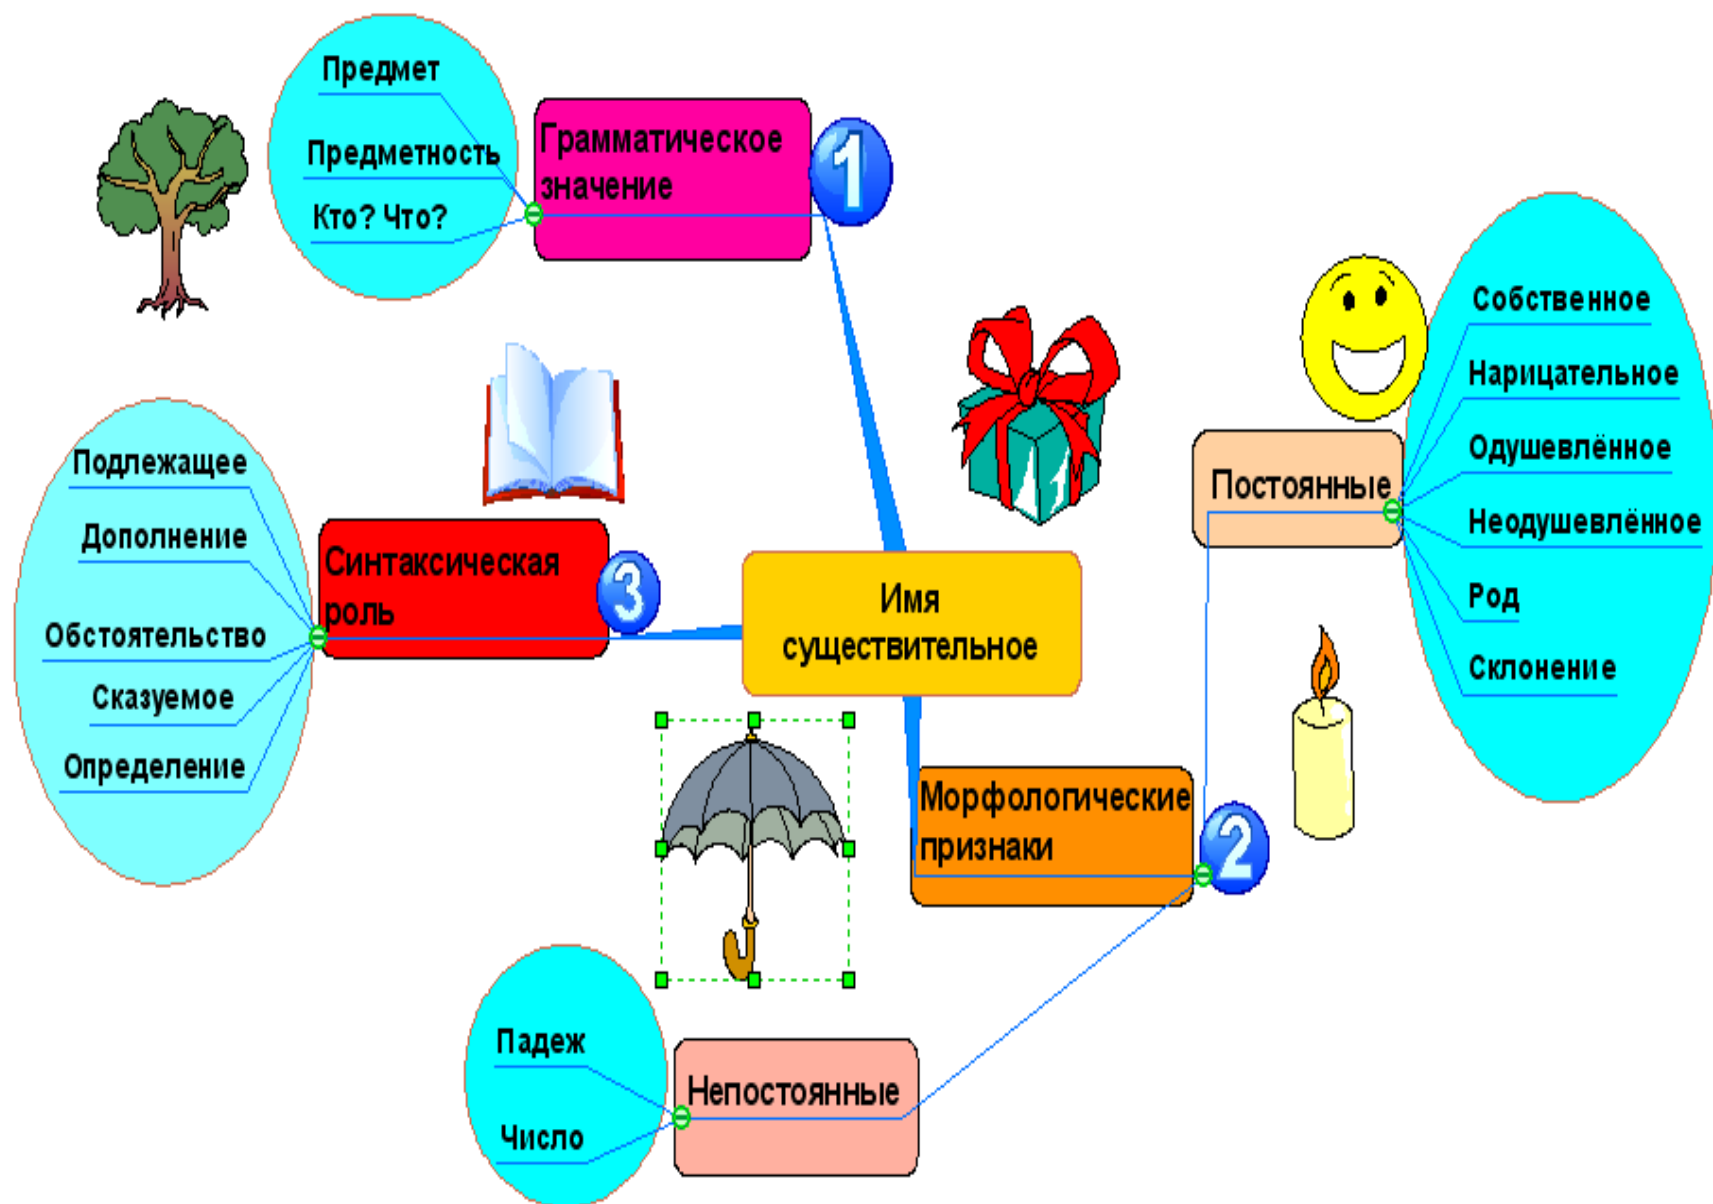 Предмет
Предметность
Кто? Что?
Грамматическое
значение
1
Собственное
Нарицательное
Одушевлённое
Неодушевлённое
Род
Склонение
Постоянные
Подлежащее
Дополнение
Обстоятельство
Сказуемое
Определение
Синтаксическая
роль
3
Имя
существительное
Морфологические
признаки
2
Падеж
Число
Непостоянные